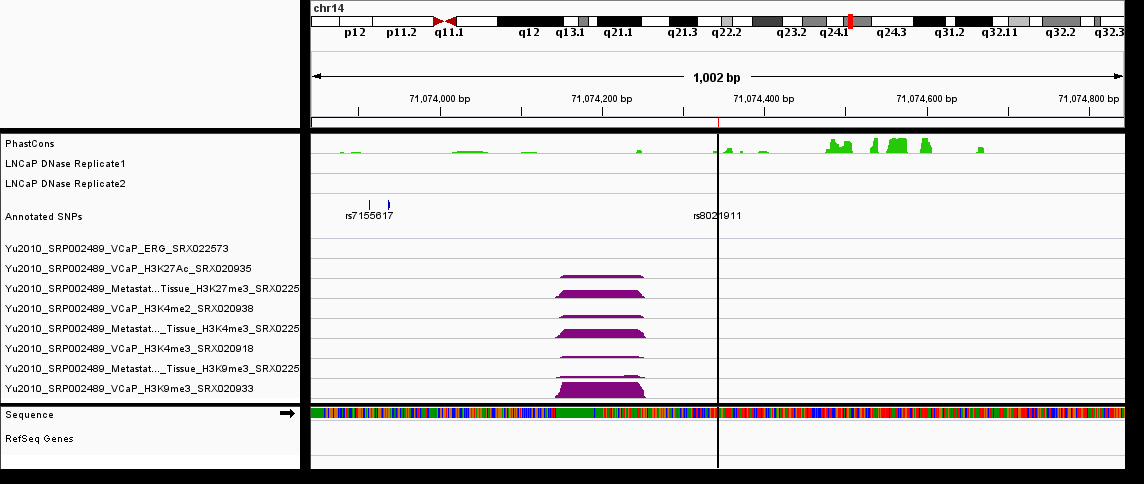 chr14
p12 p11.2 q11.1 q12 q13.1 q21.1 q21.3 q22.2 q23.2 q24.1 q24.3 q31.2 q32.11 q32.2 q32.3
1,002 bp
71,074,000 bp 71,074,200 bp 71,074,400 bp 71,074,600 bp 71,074,800 bp
PhastCons
LNCaP DNase Replicate1
LNCaP DNase Replicate2
Annotated SNPs rs7155617 rs8021911
Yu2010_SRP002489_VCaP_ERG_SRX022573
Yu2010_SRP002489_VCaP_H3K27Ac_SRX020935
Yu2010_SRP002489_Metastat..._Tissue_H3K27me3_SRX0225
Yu2010_SRP002489_VCaP_H3K4me2_SRX020938
Yu2010_SRP002489_Metastat..._Tissue_H3K4me3_SRX0225
Yu2010_SRP002489_VCaP_H3K4me3_SRX020918
Yu2010_SRP002489_Metastat..._Tissue_H3K9me3_SRX0225
Yu2010_SRP002489_VCaP_H3K9me3_SRX020933
Sequence
RefSeq Genes